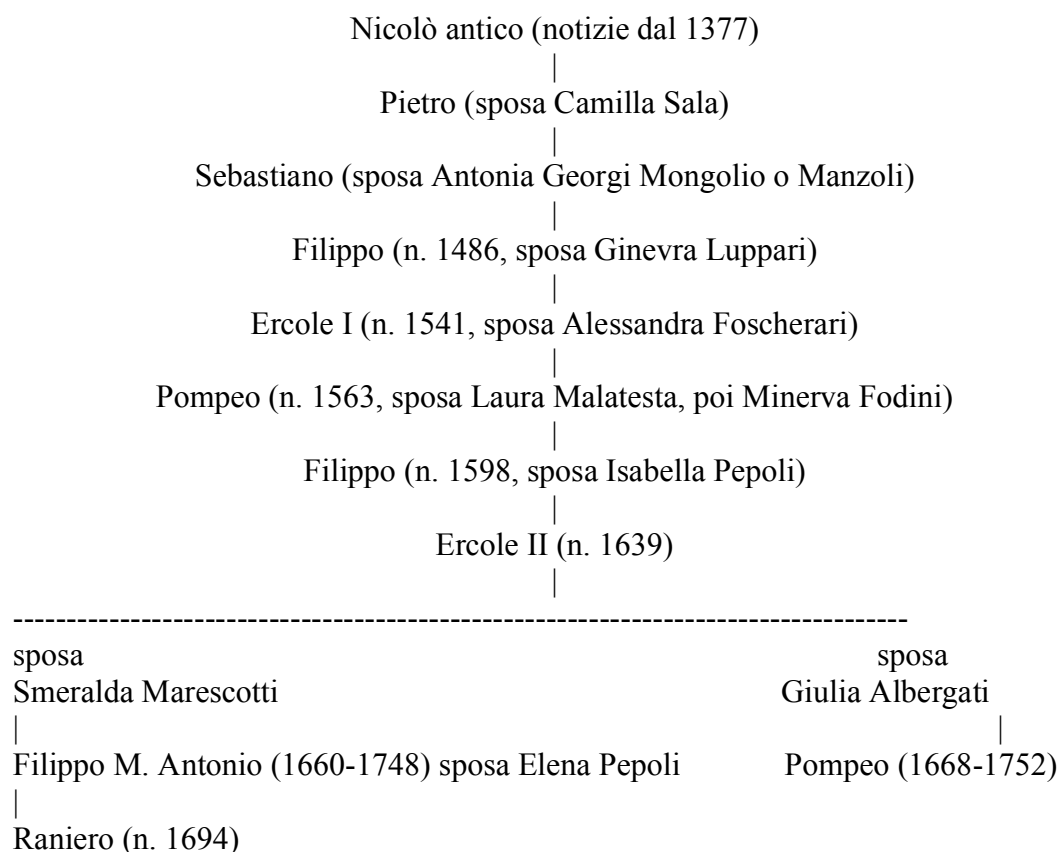 Nicolò antico (notizie dal 1377)
|
Pietro (sposa Camilla Sala)
|
Sebastiano (sposa Antonia Georgi Mongolio o Manzoli)
|
Filippo (n. 1486, sposa Ginevra Luppari)
|
Ercole I (n. 1541, sposa Alessandra Foscherari)
|
Pompeo (n. 1563, sposa Laura Malatesta, poi Minerva Fodini)
|
Filippo (n. 1598, sposa Isabella Pepoli)
|
Ercole II (n. 1639)
|
-------------------------------------------------------------------------------------
sposa sposa
Smeralda Marescotti Giulia Albergati
| |
Filippo M. Antonio (1660-1748) sposa Elena Pepoli Pompeo (1668-1752)
|
Raniero (n. 1694)